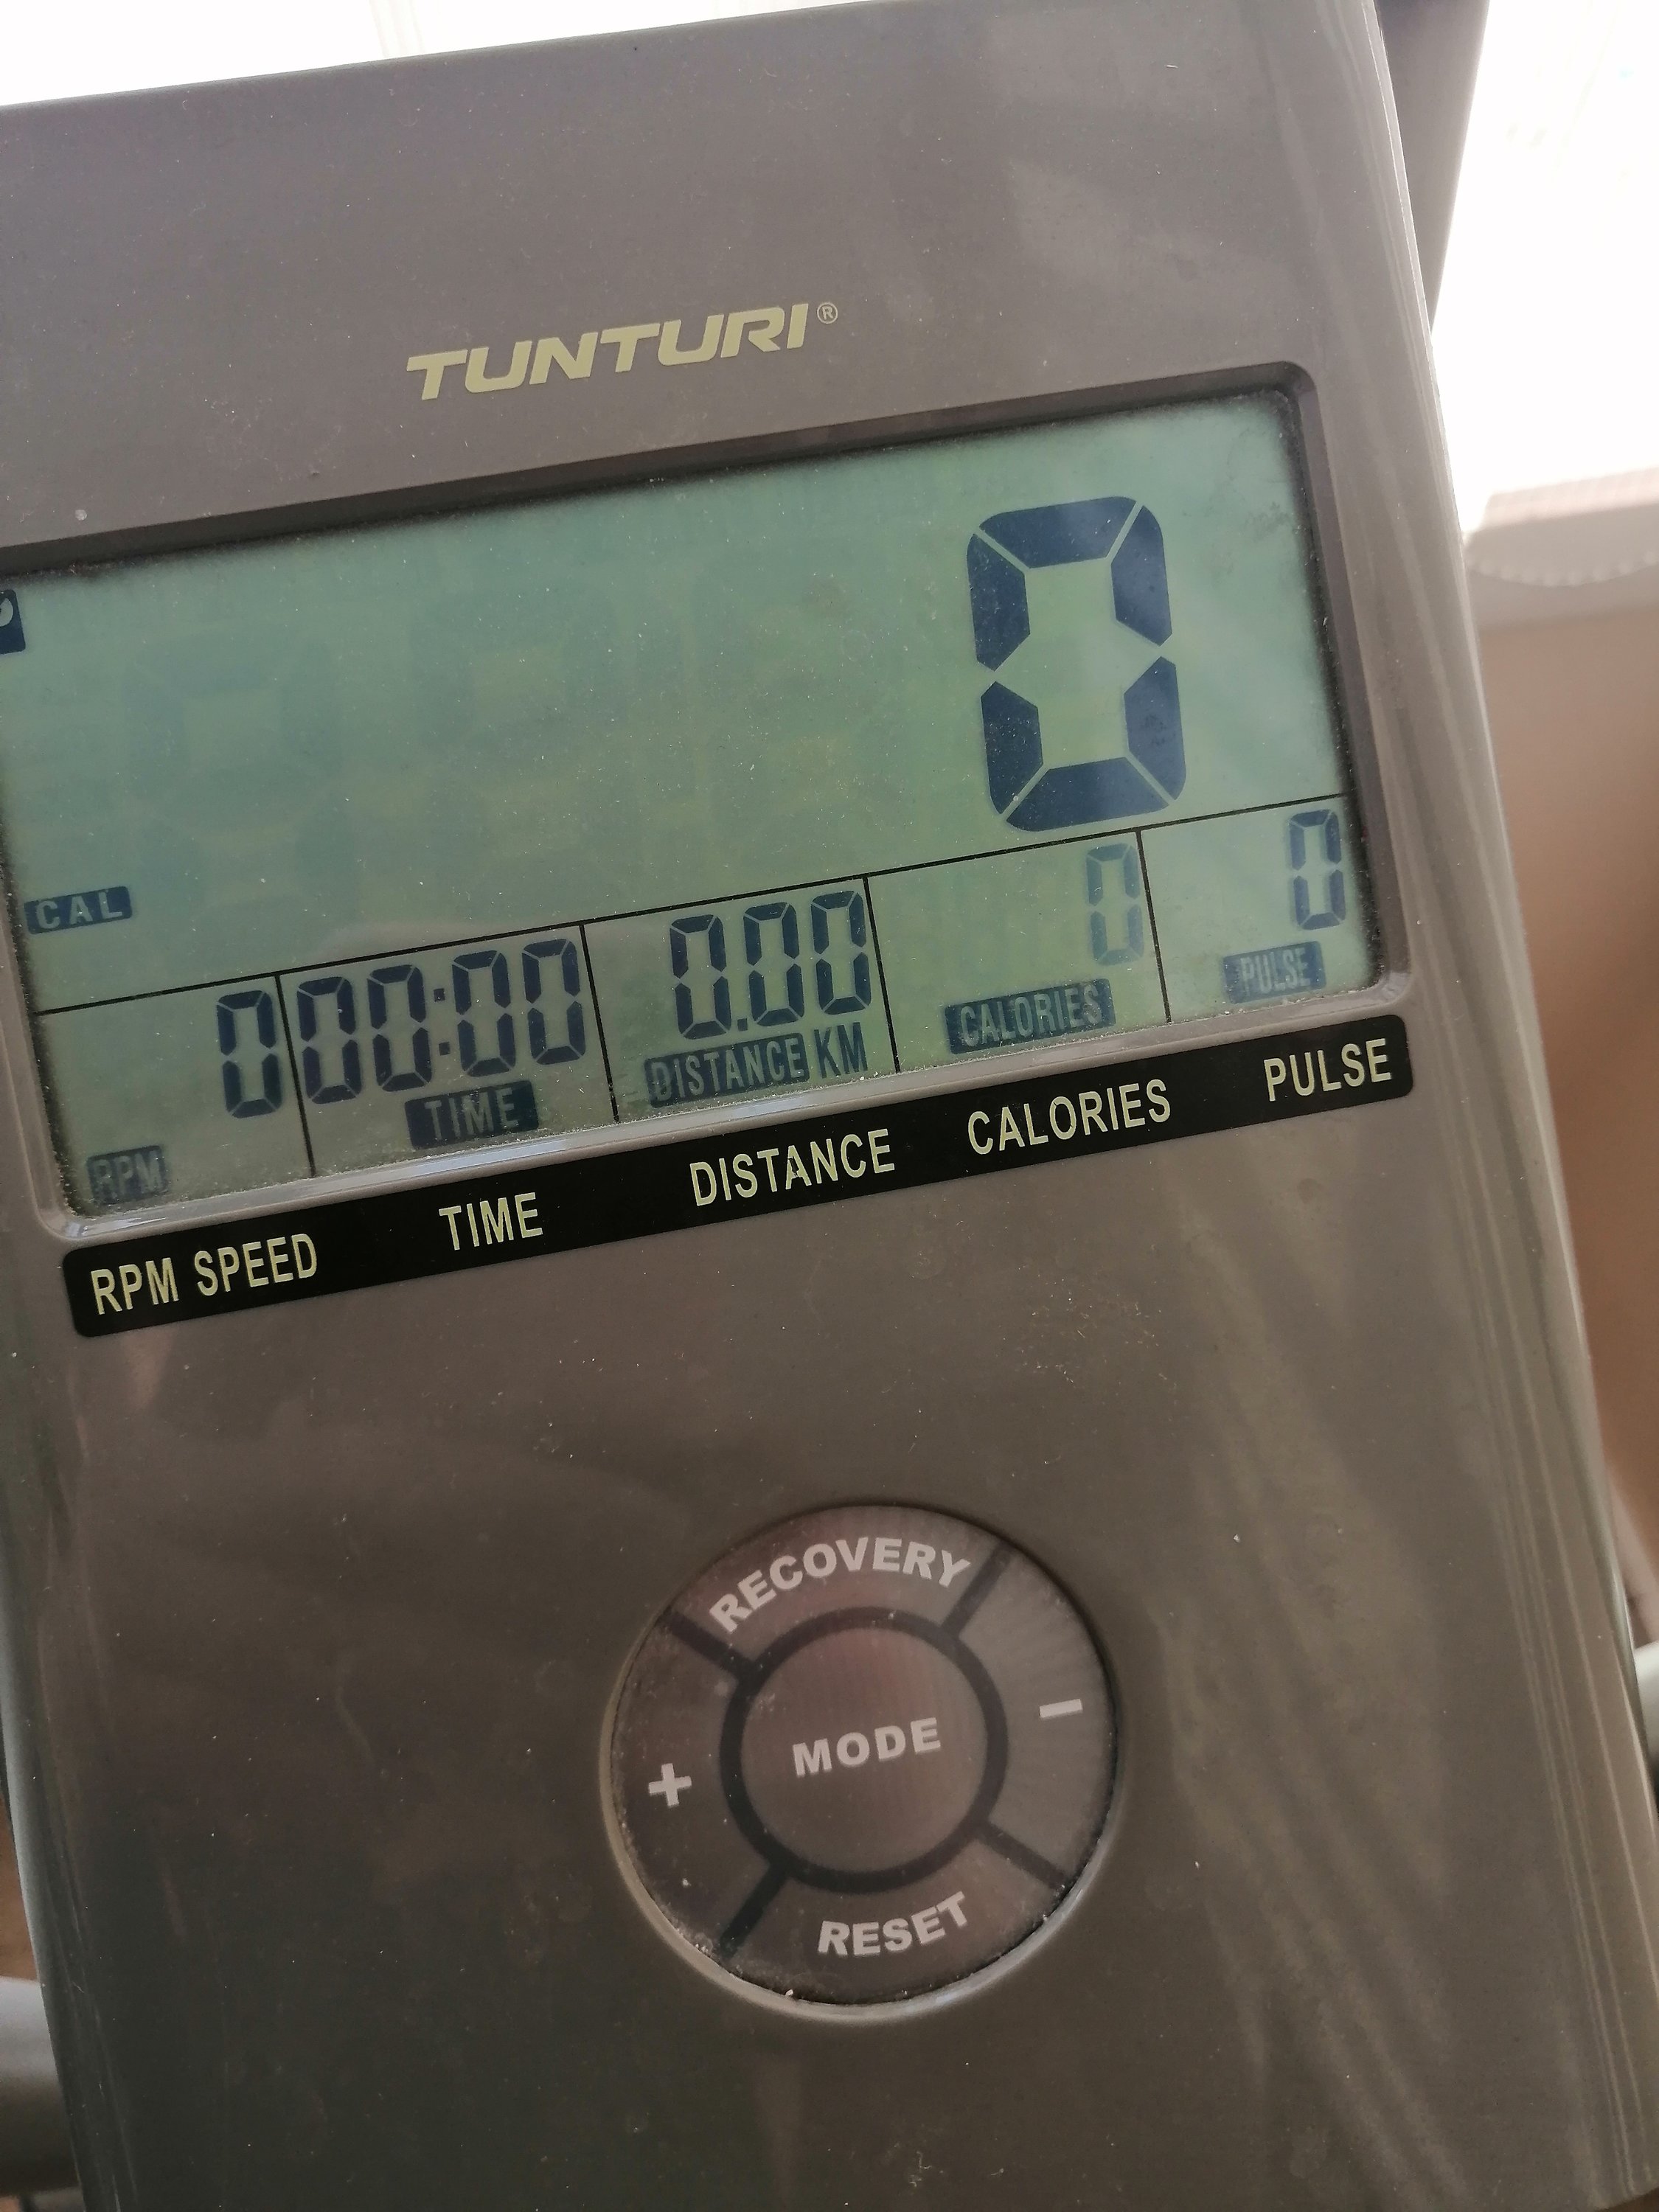 TUNTURI®
0
CAL
0 00:00 0.00 0 0
RPM TIME DISTANCE KM CALORIES PULSE
RPM SPEED TIME DISTANCE CALORIES PULSE
RECOVERY
+ MODE −
RESET